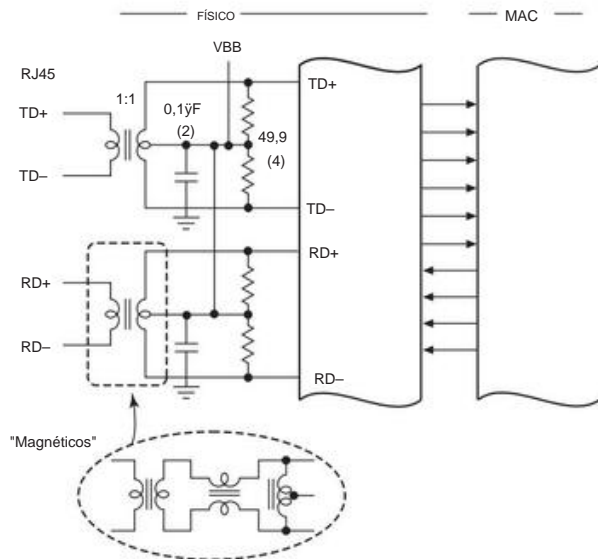 FÍSICO
MAC
VBB
RJ45
1:1
0,1ÿF
(2)
49,9
(4)
TD+
TD–
TD+
TD–
RD+
RD–
RD+
RD–
"Magnéticos"